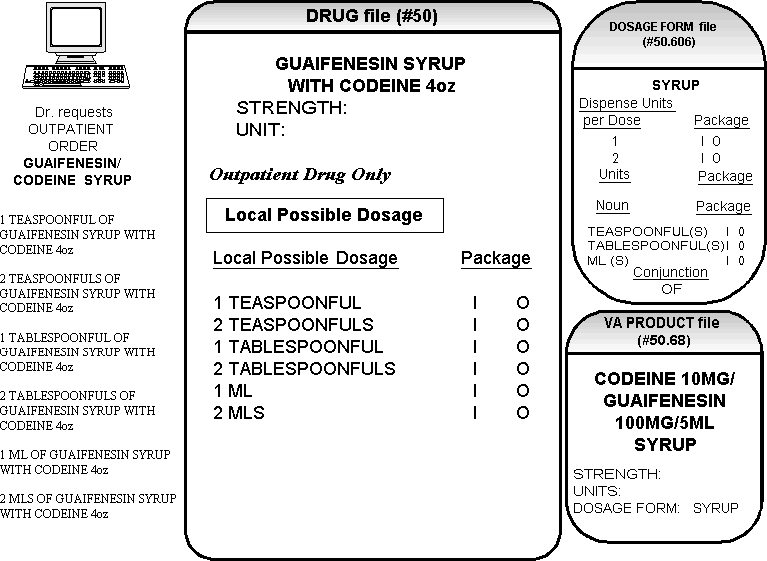 Dr. requests
OUTPATIENT
ORDER
GUAIFENESIN/
CODEINE SYRUP
1 TEASPOONFUL OF
GUAIFENESIN SYRUP WITH
CODEINE 4oz
2 TEASPOONFULS OF
GUAIFENESIN SYRUP WITH
CODEINE 4oz
1 TABLESPOONFUL OF
GUAIFENESIN SYRUP WITH
CODEINE 4oz
2 TABLESPOONFULS OF
GUAIFENESIN SYRUP WITH
CODEINE 4oz
1 ML OF GUAIFENESIN SYRUP
WITH CODEINE 4oz
2 MLS OF GUAIFENESIN SYRUP
WITH CODEINE 4oz
DRUG file (#50)
GUAIFENESIN SYRUP
WITH CODEINE 4oz
STRENGTH:
UNIT:
Outpatient Drug Only
Local Possible Dosage
Local Possible Dosage Package
1 TEASPOONFUL I O
2 TEASPOONFULS I O
1 TABLESPOONFUL I O
2 TABLESPOONFULS I O
1 ML I O
2 MLS I O
DOSAGE FORM file
(#50.606)
SYRUP
Dispense Units
per Dose Package
1 I O
2 I O
Units Package
Noun Package
TEASPOONFUL(S) I 0
TABLESPOONFUL(S) I 0
ML (S) I 0
Conjunction
OF
VA PRODUCT file
(#50.68)
CODEINE 10MG/
GUAIFENESIN
100MG/5ML
SYRUP
STRENGTH:
UNITS:
DOSAGE FORM: SYRUP